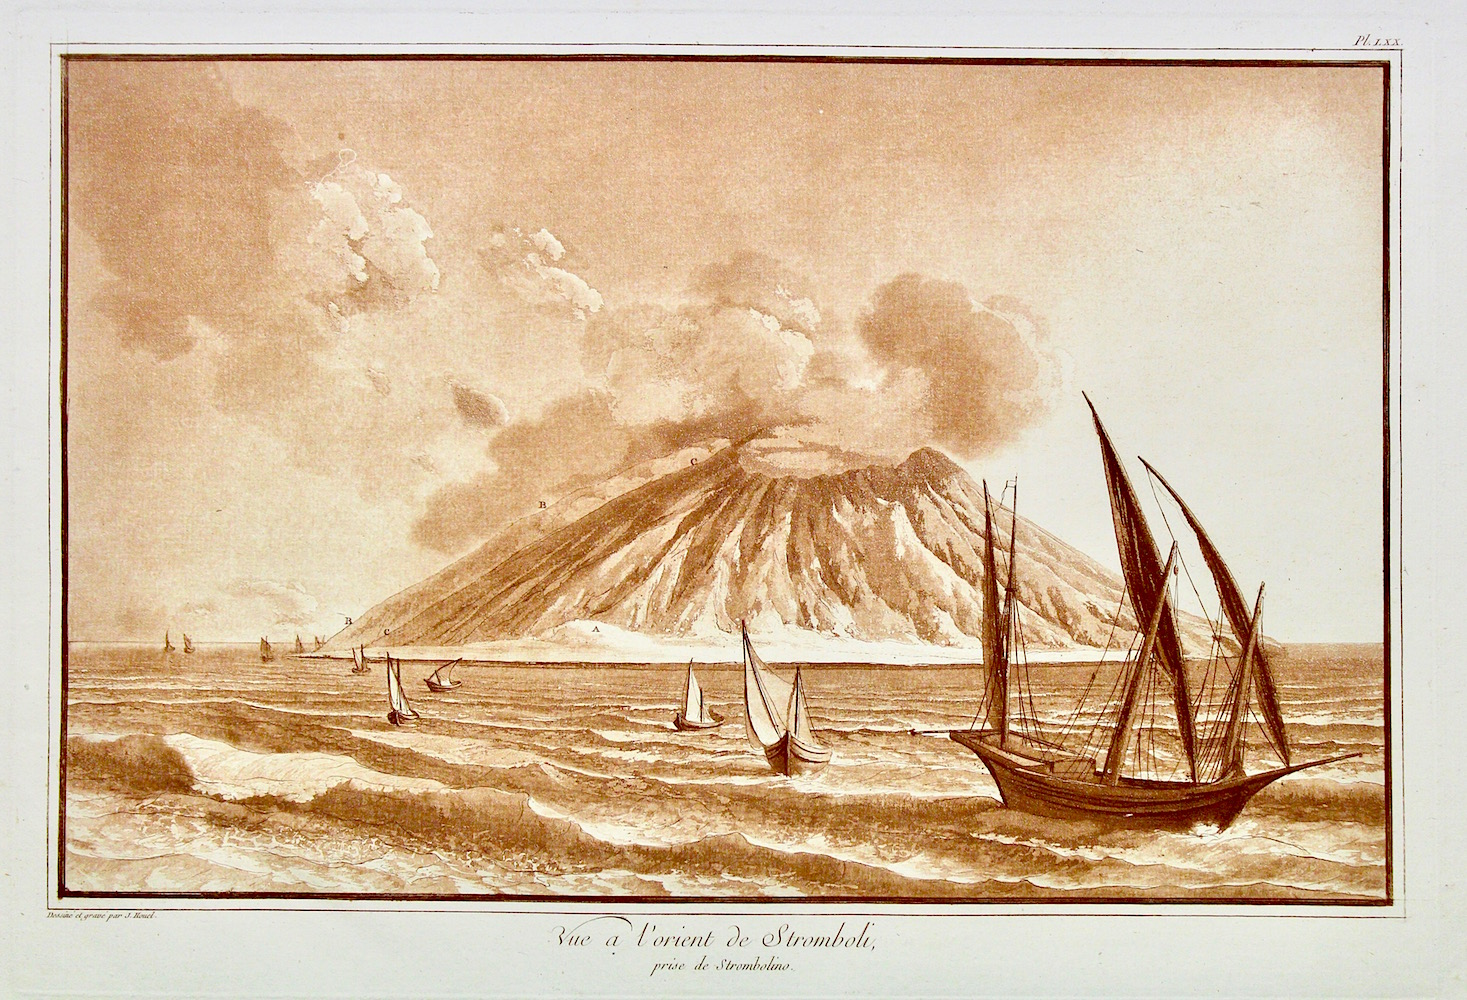 Pl. LXX.
C
B
B
C
A
Dessiné et gravé par J. Houel.
Vue a l'orient de Stromboli,
prise de Strombolino.